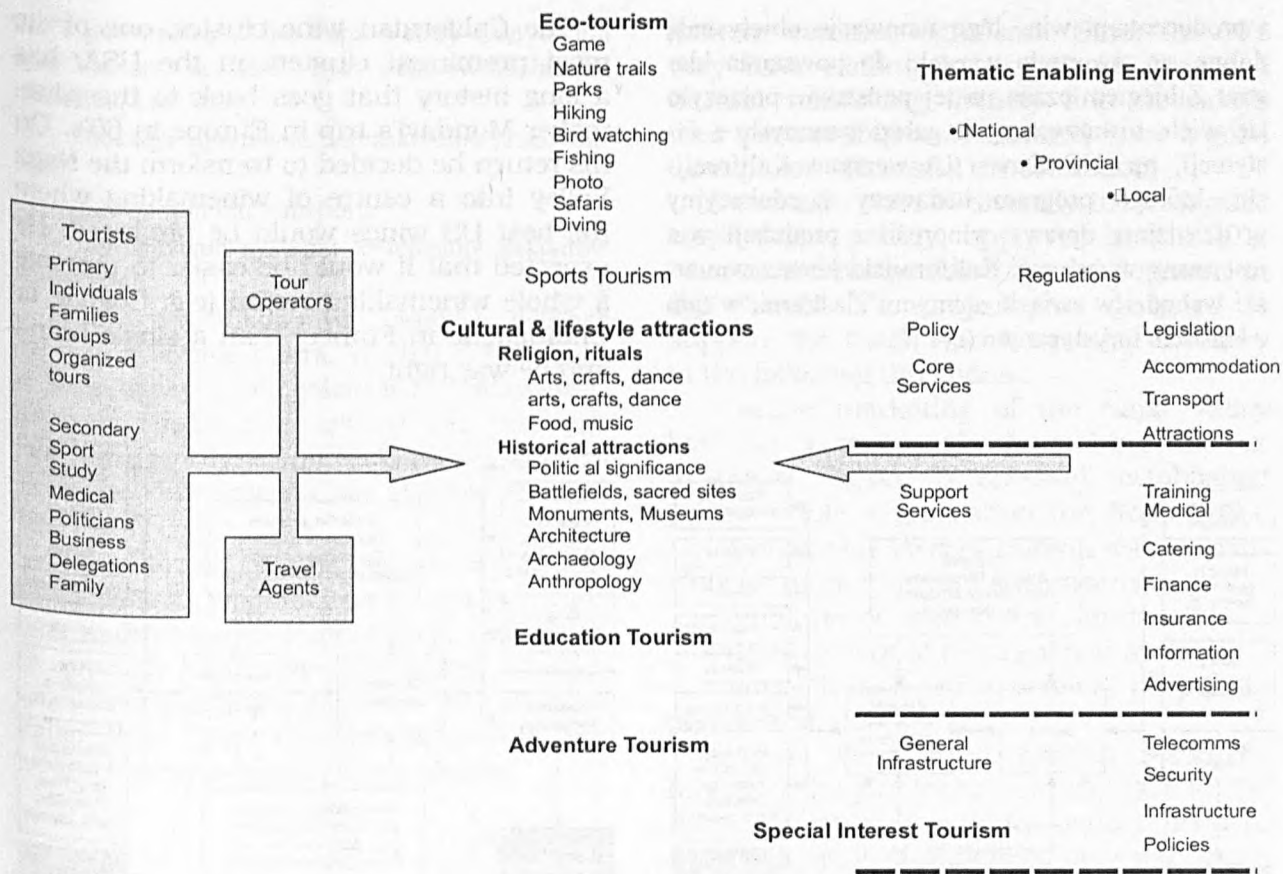 Eco-tourism
Game
Nature trails
Parks
Hiking
Bird watching
Fishing
Photo
Safaris
Diving
Sports Tourism
Cultural & lifestyle attractions
Religion, rituals
Arts, crafts, dance
arts, crafts, dance
Food, music
Historical attractions
Politic al significance
Battlefields, sacred sites
Monuments, Museums
Architecture
Archaeology
Anthropology
Education Tourism
Adventure Tourism
Special Interest Tourism
Tourists
Primary
Individuals
Families
Groups
Organized
tours
Secondary
Sport
Study
Medical
Politicians
Business
Delegations
Family
Tour
Operators
Travel
Agents
Thematic Enabling Environment
•National
• Provincial
•Local
Regulations
Policy
Legislation
Core
Services
Accommodation
Transport
Attractions
Support
Services
Training
Medical
Catering
Finance
Insurance
Information
Advertising
General
Infrastructure
Telecomms
Security
Infrastructure
Policies